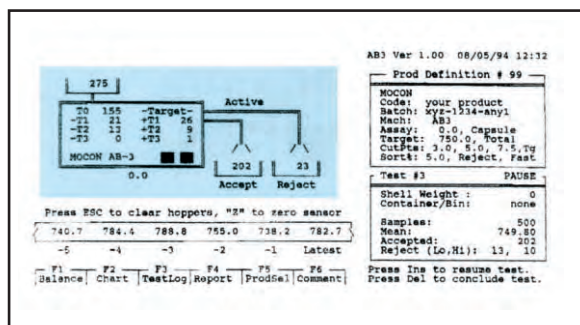 AB3 Ver 1.00 08/05/94 12:32
275
T0 155 -Target-
-T1 21 +T1 26
-T2 13 +T2 9
-T3 0 +T3 1
MOCON AB-3
0.0
Active
202
Accept
23
Reject
Press ESC to clear hoppers, "Z" to zero sensor
740.7 784.4 788.8 755.0 738.2 782.7
-5 -4 -3 -2 -1 Latest
F1 F2 F3 F4 F5 F6
Balance Chart TestLog Report ProdSel Comment
Prod Definition # 99
MOCON
Code: your product
Batch: xyz-1234-any1
Mach: AB3
Assay: 0.0, Capsule
Target: 750.0, Total
CutPts: 3.0, 5.0, 7.5,Tg
Sort%: 5.0, Reject, Fast
Test #3 PAUSE
Shell Weight : 0
Container/Bin: none
Samples: 500
Mean: 749.80
Accepted: 202
Reject (Lo,Hi): 13, 10
Press Ins to resume test.
Press Del to conclude test.